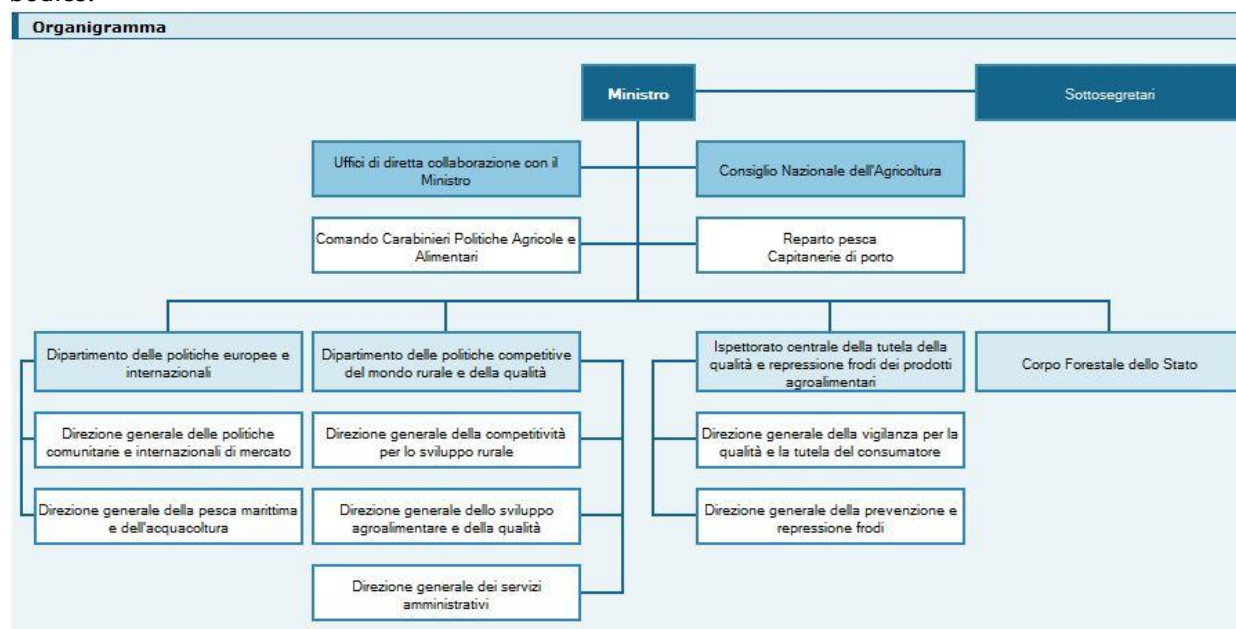 Organigramma
Ministro
Sottosegretari
Uffici di diretta collaborazione con il
Ministro
Consiglio Nazionale dell'Agricoltura
Comando Carabinieri Politiche Agricole e
Alimentari
Reparto pesca
Capitanerie di porto
Dipartimento delle politiche europee e
internazionali
Dipartimento delle politiche competitive
del mondo rurale e della qualità
Ispettorato centrale della tutela della
qualità e repressione frodi dei prodotti
agroalimentari
Corpo Forestale dello Stato
Direzione generale delle politiche
comunitarie e internazionali di mercato
Direzione generale della competitività
per lo sviluppo rurale
Direzione generale della vigilanza per la
qualità e la tutela del consumatore
Direzione generale della pesca marittima
e dell'acquacoltura
Direzione generale dello sviluppo
agroalimentare e della qualità
Direzione generale della prevenzione e
repressione frodi
Direzione generale dei servizi
amministrativi